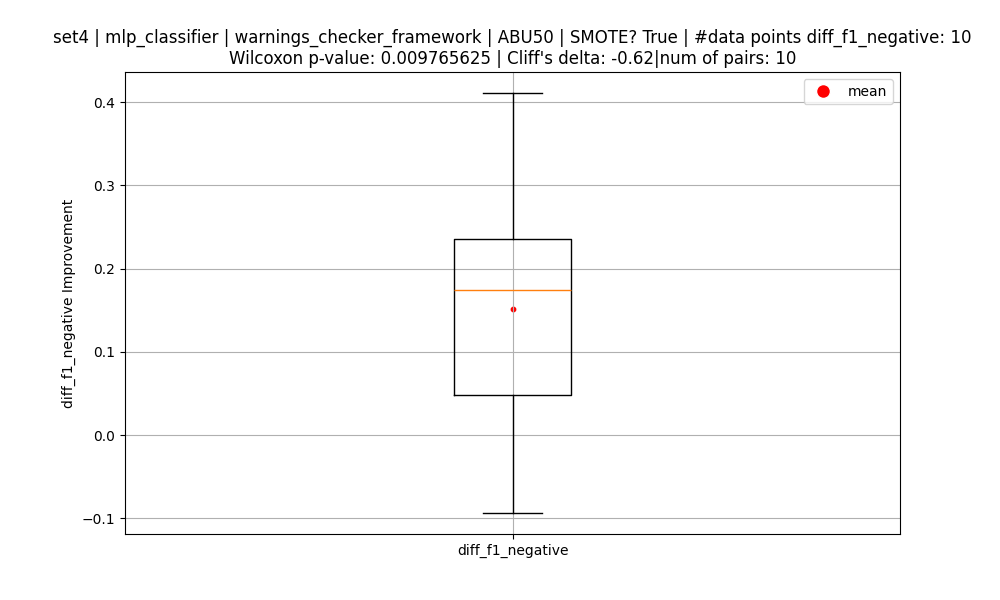 set4 | mlp_classifier | warnings_checker_framework | ABU50 | SMOTE? True | #data points diff_f1_negative: 10
Wilcoxon p-value: 0.009765625 | Cliff's delta: -0.62|num of pairs: 10
mean
0.4
0.3
0.2
0.1
0.0
−0.1
diff_f1_negative Improvement
diff_f1_negative